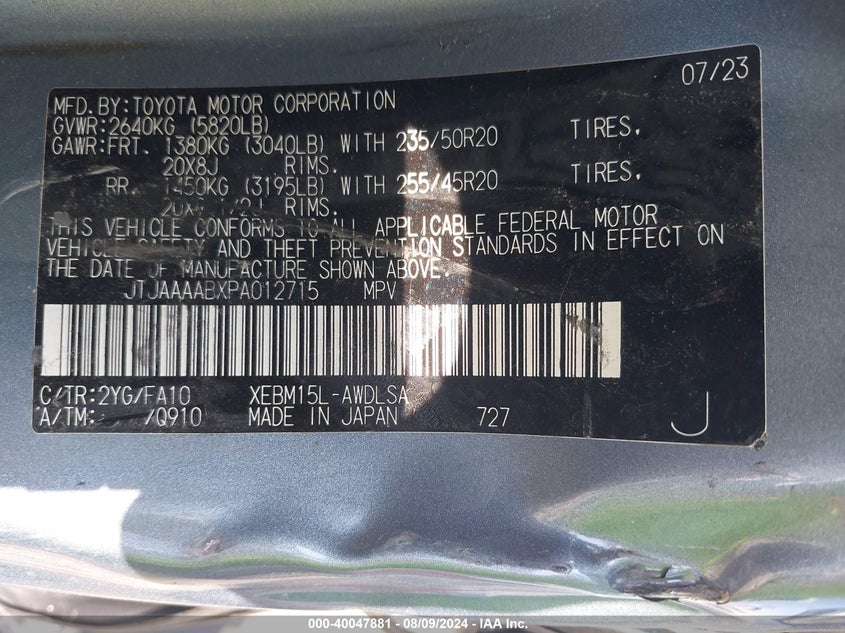 07/23
MFD.BY:TOYOTA MOTOR CORPORATION
GVWR:2640KG (5820LB)
GAWR:FRT. 1380KG (3040LB) WITH 235/50R20 TIRES,
20X8J RIMS.
RR. 1450KG (3195LB) WITH 255/45R20 TIRES,
RIMS.
THIS VEHICLE CONFORMS TO ALL APPLICABLE FEDERAL MOTOR
VEHICLE SAFETY AND THEFT PREVENTION STANDARDS IN EFFECT ON
THE DATE OF MANUFACTURE SHOWN ABOVE.
JTJAAAABXPA012715 MPV
C/TR:2YG/FA10 XEBM15L-AWDLSA
A/TM: /Q910 MADE IN JAPAN 727 J
000-40047881 - 08/09/2024 - IAA Inc.